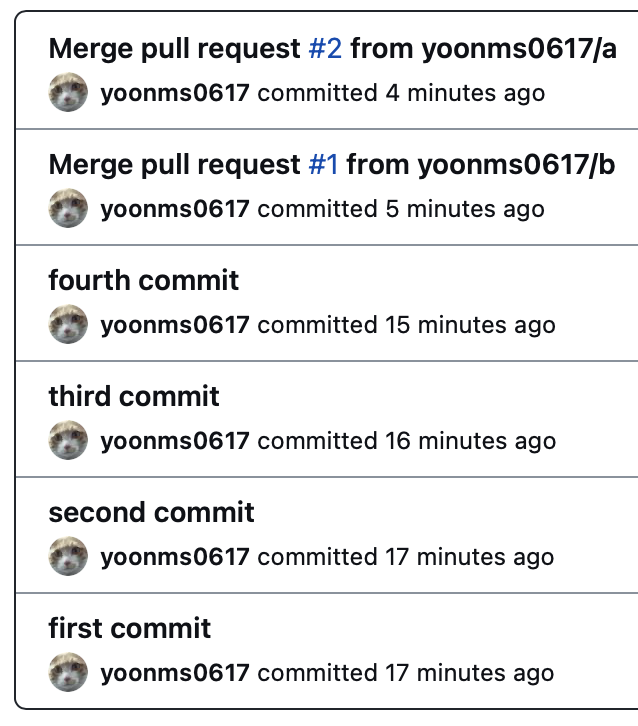 Merge pull request #2 from yoonms0617/a
yoonms0617 committed 4 minutes ago
Merge pull request #1 from yoonms0617/b
yoonms0617 committed 5 minutes ago
fourth commit
yoonms0617 committed 15 minutes ago
third commit
yoonms0617 committed 16 minutes ago
second commit
yoonms0617 committed 17 minutes ago
first commit
yoonms0617 committed 17 minutes ago